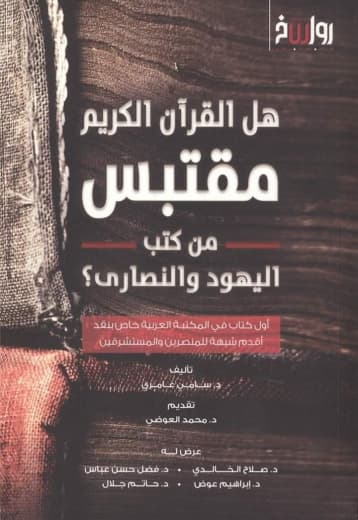 رواسخ
هل القرآن الكريم
مقتبس
من كتب
اليهود والنصارى؟
أول كتاب في المكتبة العربية خاص بنقد
أقدم شبهة للمنصرين والمستشرقين
تأليف
د. سامي عامري
تقديم
د. محمد العوضي
عرض له
د. صلاح الخالدي • د. فضل حسن عباس
د. إبراهيم عوض • د. حاتم جلال